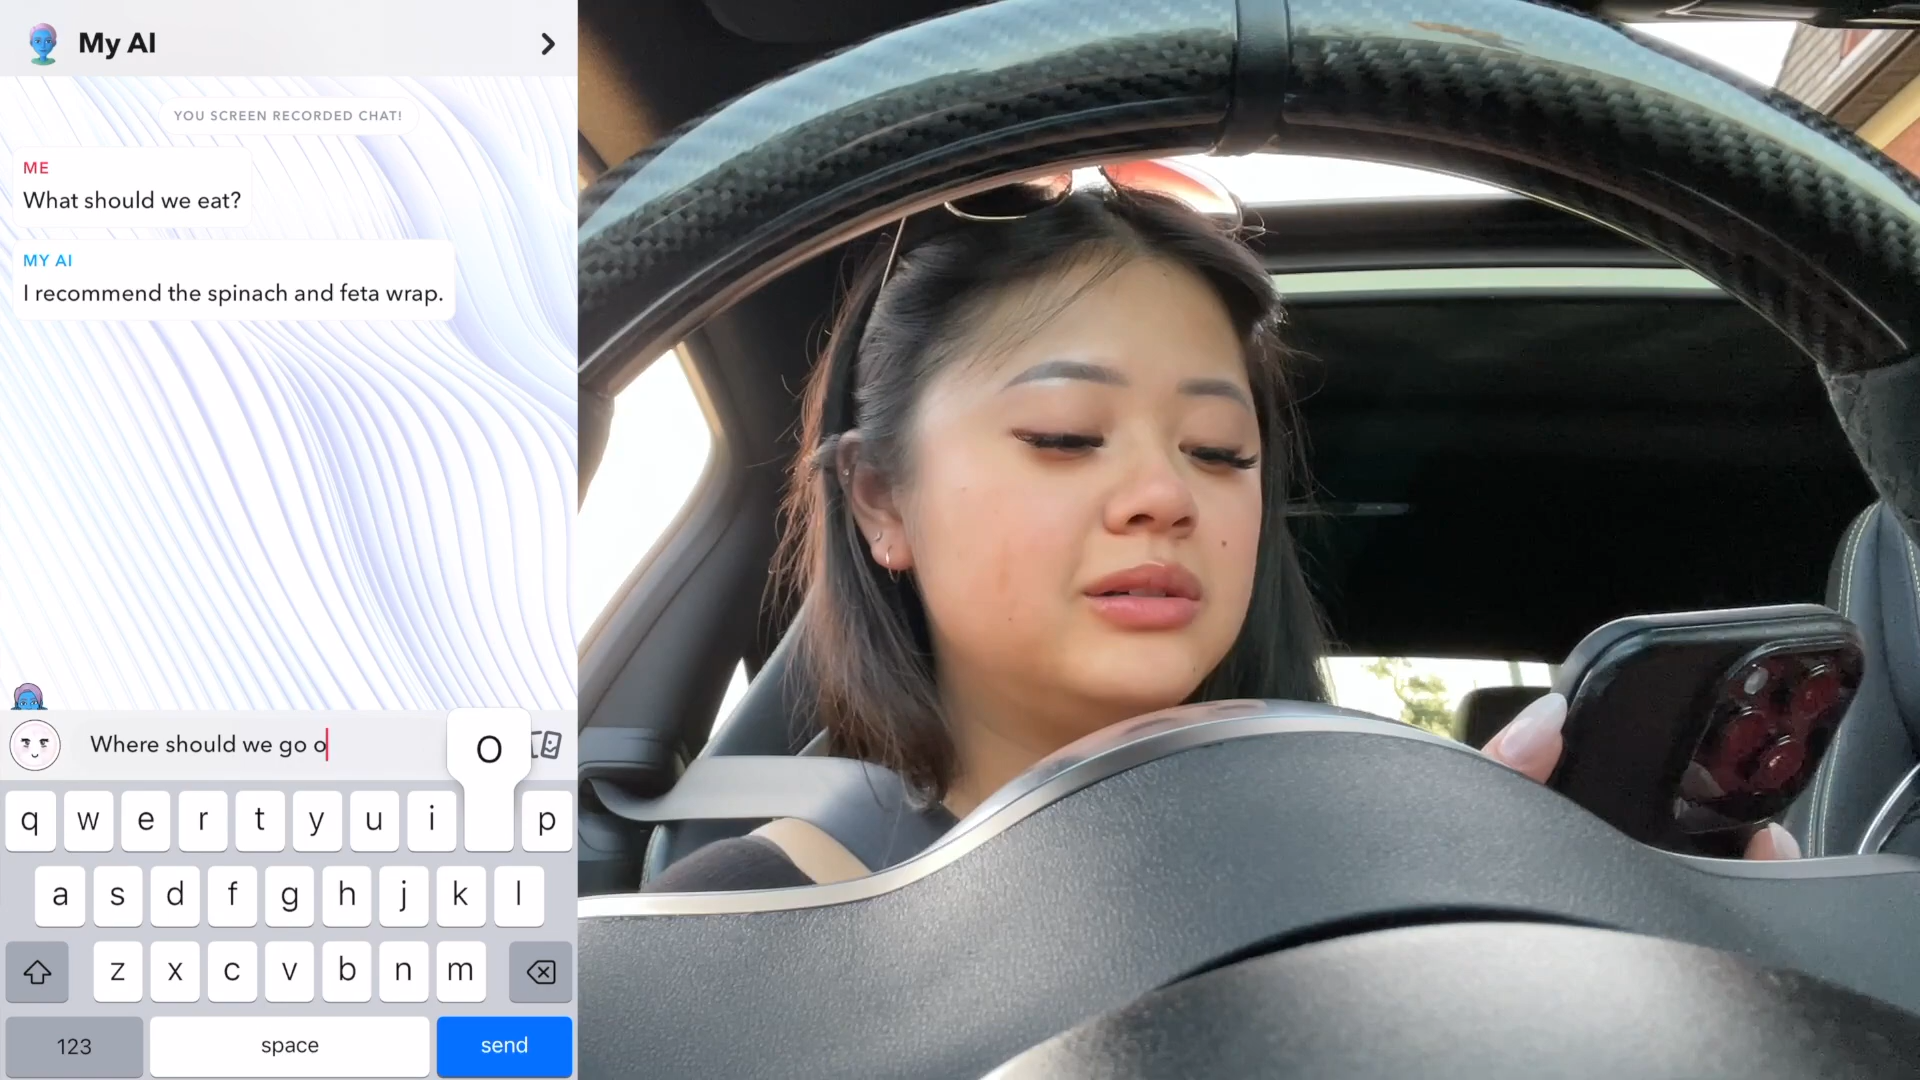 My AI
YOU SCREEN RECORDED CHAT!
ME
What should we eat?
MY AI
I recommend the spinach and feta wrap.
Where should we go o
O
q w e r t y u i p
a s d f g h j k l
z x c v b n m
123 space send